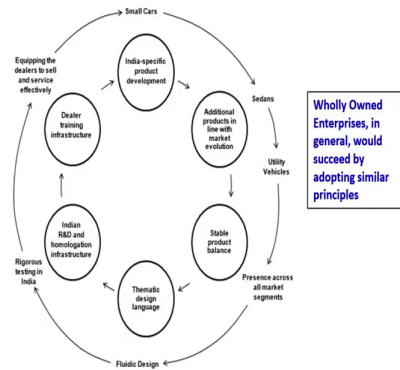 Small Cars
Equipping the
dealers to sell
and service
effectively
India-specific
product
development
Sedans
Dealer
training
infrastructure
Additional
products in
line with
market
evolution
Wholly Owned
Enterprises, in
general, would
succeed by
adopting similar
principles
Utility
Vehicles
Indian
R&D and
homologation
infrastructure
Stable
product
balance
Rigorous
testing in
India
Thematic
design
language
Presence across
all market
segments
Fluidic Design